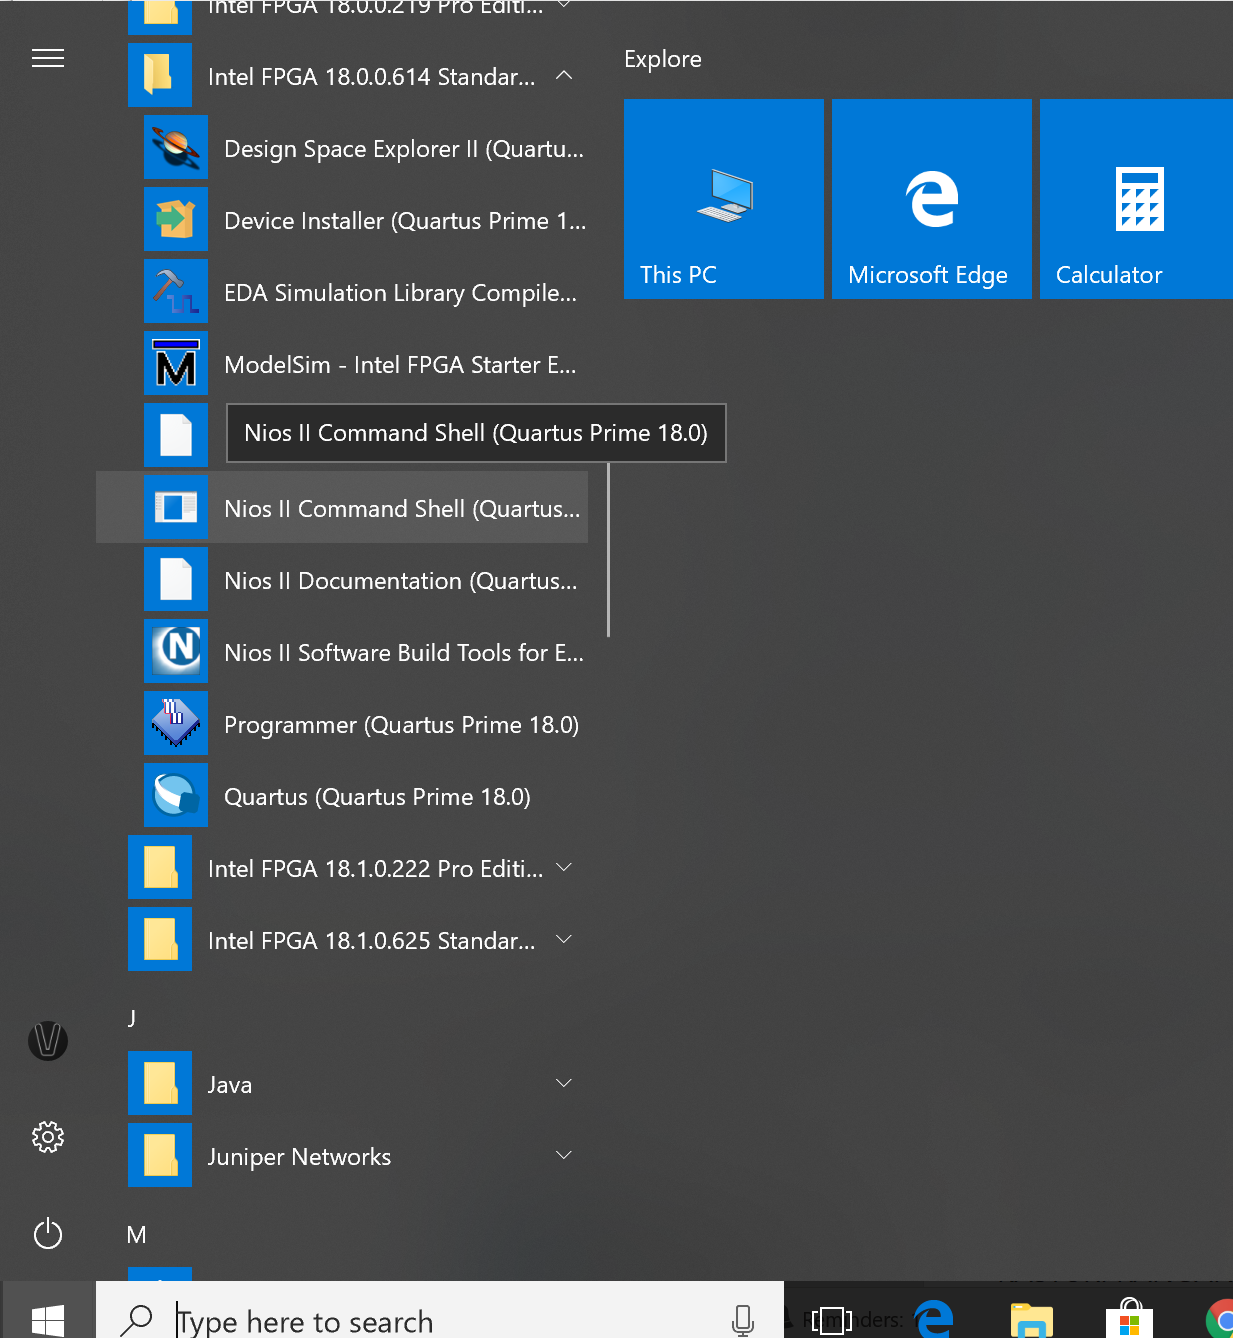 Intel FPGA 18.0.0.219 Pro Editi...
Intel FPGA 18.0.0.614 Standar...
Explore
Design Space Explorer II (Quartu...
Device Installer (Quartus Prime 1...
This PC
Microsoft Edge
Calculator
EDA Simulation Library Compile...
ModelSim - Intel FPGA Starter E...
Nios II Command Shell (Quartus Prime 18.0)
Nios II Command Shell (Quartus...
Nios II Documentation (Quartus...
Nios II Software Build Tools for E...
Programmer (Quartus Prime 18.0)
Quartus (Quartus Prime 18.0)
Intel FPGA 18.1.0.222 Pro Editi...
Intel FPGA 18.1.0.625 Standar...
J
Java
Juniper Networks
M
Type here to search
Reminders: